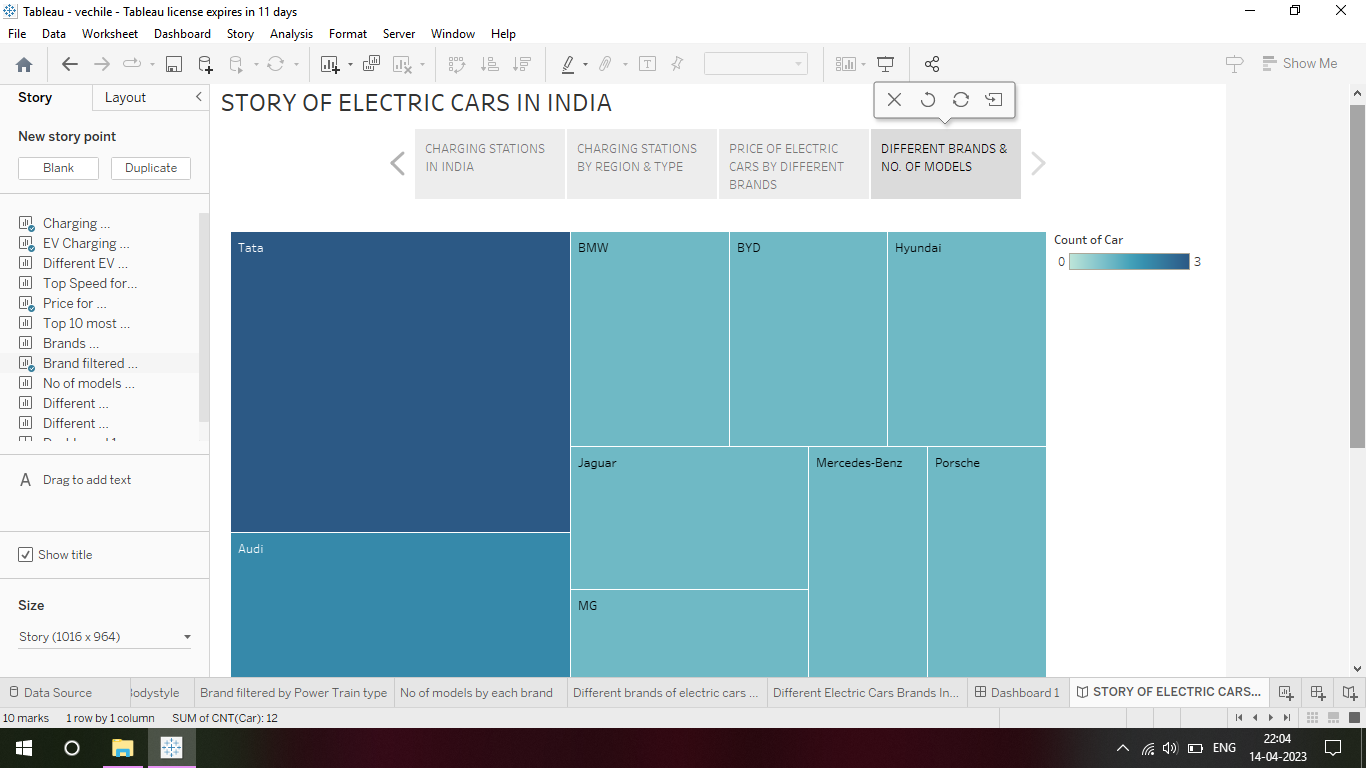 Tableau - vechile - Tableau license expires in 11 days
File Data Worksheet Dashboard Story Analysis Format Server Window Help
Show Me
Story Layout
New story point
Blank Duplicate
Charging ...
EV Charging ...
Different EV ...
Top Speed for...
Price for ...
Top 10 most ...
Brands ...
Brand filtered ...
No of models ...
Different ...
Different ...
Dashboard 1
A Drag to add text
Show title
Size
Story (1016 x 964)
STORY OF ELECTRIC CARS IN INDIA
CHARGING STATIONS
IN INDIA
CHARGING STATIONS
BY REGION & TYPE
PRICE OF ELECTRIC
CARS BY DIFFERENT
BRANDS
DIFFERENT BRANDS &
NO. OF MODELS
Tata
BMW
BYD
Hyundai
Count of Car
0 3
Jaguar
Mercedes-Benz
Porsche
Audi
MG
Data Source
Bodystyle
Brand filtered by Power Train type
No of models by each brand
Different brands of electric cars ...
Different Electric Cars Brands In...
Dashboard 1
STORY OF ELECTRIC CARS...
10 marks 1 row by 1 column SUM of CNT(Car): 12
ENG
22:04
14-04-2023